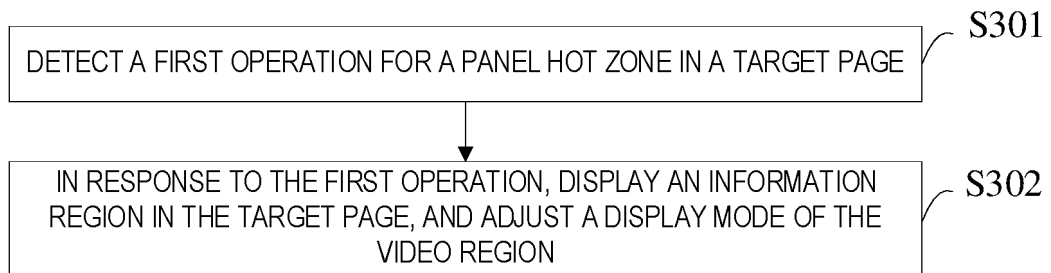 S301
DETECT A FIRST OPERATION FOR A PANEL HOT ZONE IN A TARGET PAGE
S302
IN RESPONSE TO THE FIRST OPERATION, DISPLAY AN INFORMATION
REGION IN THE TARGET PAGE, AND ADJUST A DISPLAY MODE OF THE
VIDEO REGION